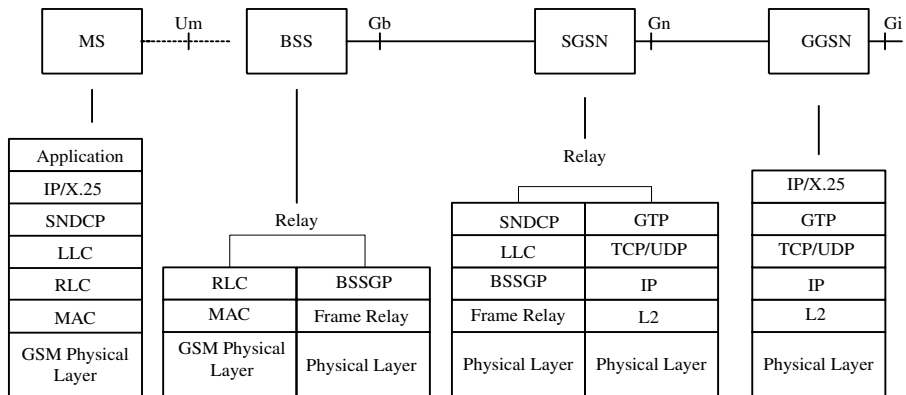 MS
Um
BSS
Gb
SGSN
Gn
GGSN
Gi
Application
IP/X.25
SNDCP
LLC
RLC
MAC
GSM Physical
Layer
Relay
RLC
BSSGP
MAC
Frame Relay
GSM Physical
Layer
Physical Layer
Relay
SNDCP
GTP
LLC
TCP/UDP
BSSGP
IP
Frame Relay
L2
Physical Layer
Physical Layer
IP/X.25
GTP
TCP/UDP
IP
L2
Physical Layer